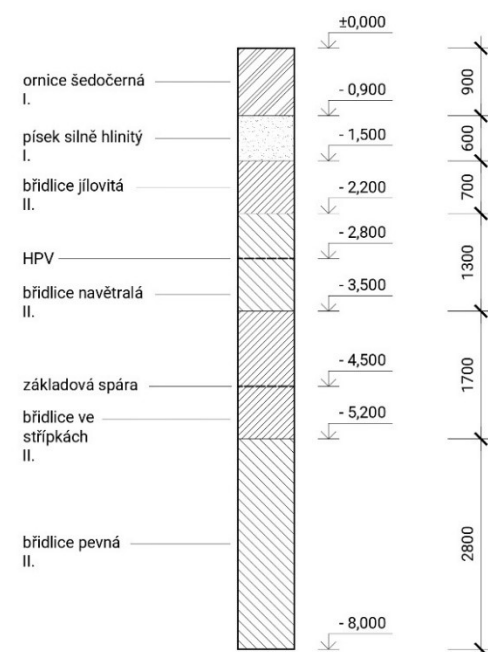 ±0,000
ornice šedočerná
I.
900
- 0,900
písek silně hlinitý
I.
600
- 1,500
břidlice jílovitá
II.
700
- 2,200
- 2,800
HPV
1300
břidlice navětralá
II.
- 3,500
- 4,500
základová spára
1700
břidlice ve
střípkách
II.
- 5,200
břidlice pevná
II.
2800
- 8,000